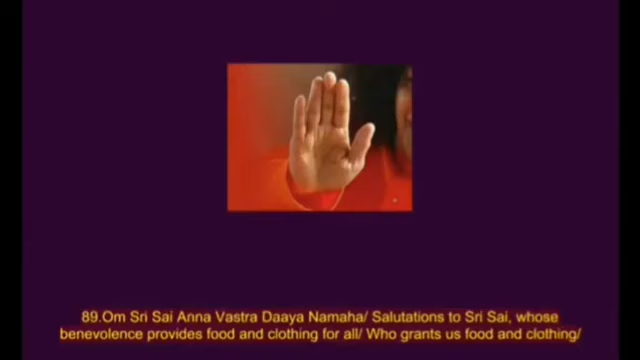 89.Om Sri Sai Anna Vastra Daaya Namaha/ Salutations to Sri Sai, whose
benevolence provides food and clothing for all/ Who grants us food and clothing/